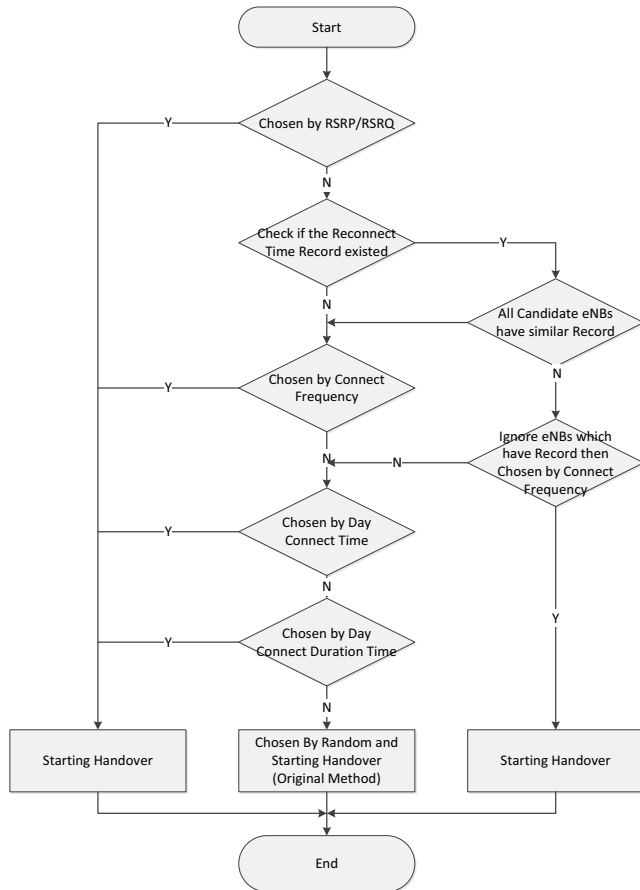 Start
Chosen by RSRP/RSRQ
Y
N
Check if the Reconnect
Time Record existed
Y
N
All Candidate eNBs
have similar Record
N
Chosen by Connect
Frequency
Y
N
Ignore eNBs which
have Record then
Chosen by Connect
Frequency
N
Y
Chosen by Day
Connect Time
Y
N
Chosen by Day
Connect Duration Time
Y
N
Starting Handover
Chosen By Random and
Starting Handover
(Original Method)
Starting Handover
End